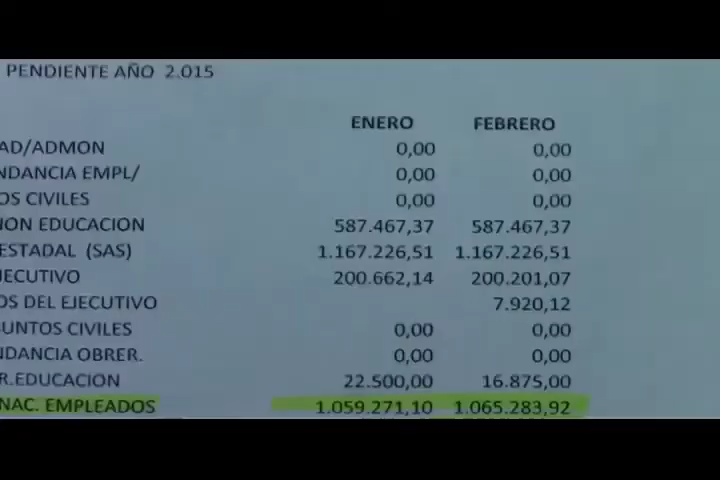 PENDIENTE AÑO 2.015
ENERO FEBRERO
AD/ADMON 0,00 0,00
NDANCIA EMPL/ 0,00 0,00
OS CIVILES 0,00 0,00
ION EDUCACION 587.467,37 587.467,37
ESTADAL (SAS) 1.167.226,51 1.167.226,51
JECUTIVO 200.662,14 200.201,07
OS DEL EJECUTIVO 7.920,12
UNTOS CIVILES 0,00 0,00
NDANCIA OBRER. 0,00 0,00
R.EDUCACION 22.500,00 16.875,00
NAC. EMPLEADOS 1.059.271,10 1.065.283,92